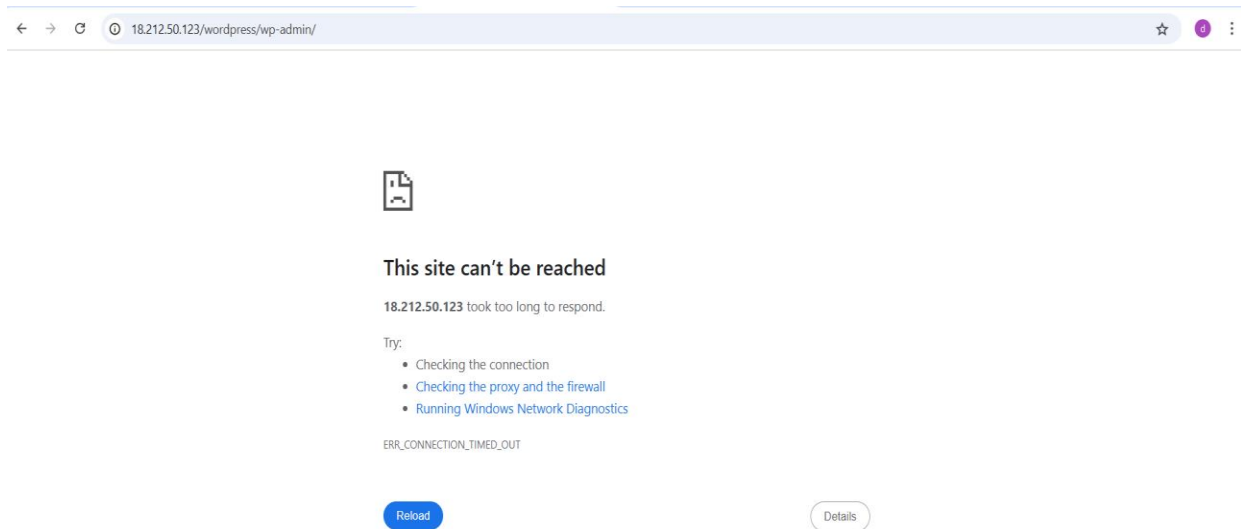 18.212.50.123/wordpress/wp-admin/
d
This site can't be reached
18.212.50.123 took too long to respond.
Try:
• Checking the connection
• Checking the proxy and the firewall
• Running Windows Network Diagnostics
ERR_CONNECTION_TIMED_OUT
Reload Details